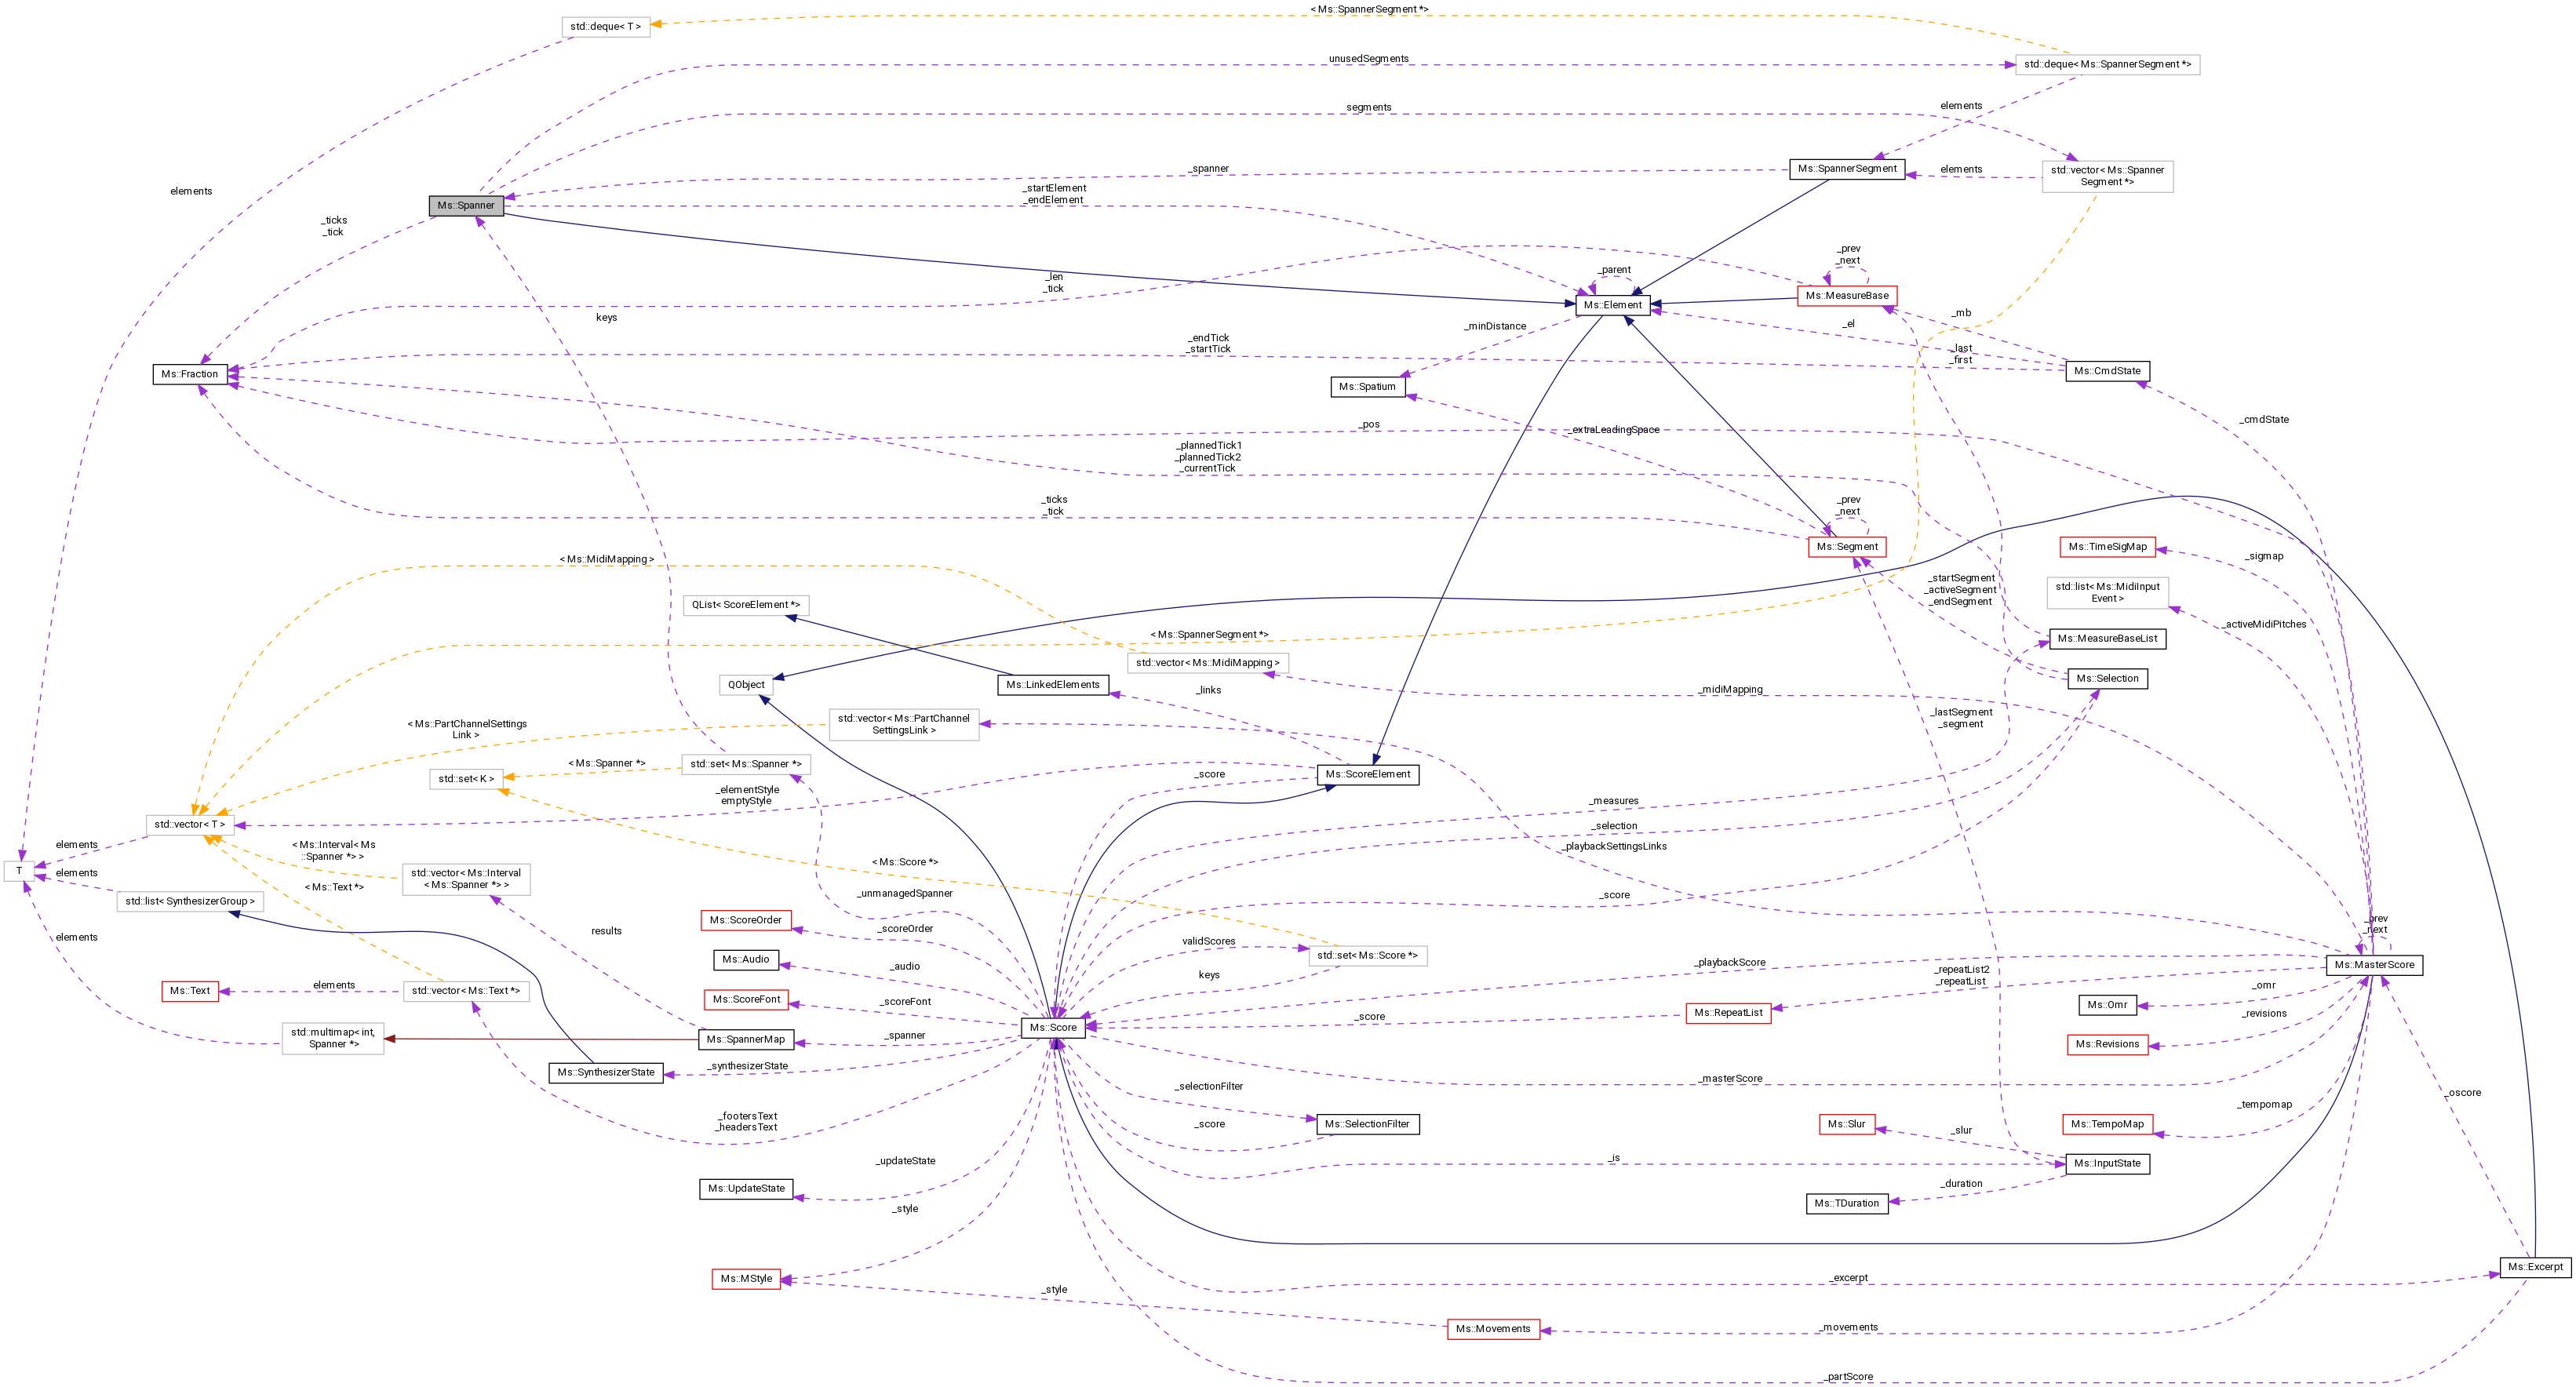 < Ms::SpannerSegment *>
std::deque< T >
unusedSegments
std::deque< Ms::SpannerSegment *>
segments
elements
_spanner
Ms::SpannerSegment
elements
std::vector< Ms::Spanner
Segment *>
elements
Ms::Spanner
_startElement
_endElement
_ticks
_tick
_prev
_next
_parent
_len
_tick
Ms::MeasureBase
Ms::Element
keys
_minDistance
_el
_mb
_endTick
_startTick
_last
_first
Ms::Fraction
Ms::CmdState
Ms::Spatium
_pos
_extraLeadingSpace
_cmdState
_plannedTick1
_plannedTick2
_currentTick
_ticks
_tick
_prev
_next
Ms::Segment
Ms::TimeSigMap
_sigmap
< Ms::MidiMapping >
std::list< Ms::MidiInput
Event >
_startSegment
_activeSegment
_endSegment
QList< ScoreElement *>
_activeMidiPitches
< Ms::SpannerSegment *>
Ms::MeasureBaseList
std::vector< Ms::MidiMapping >
QObject
Ms::LinkedElements
_links
_midiMapping
Ms::Selection
< Ms::PartChannelSettings
Link >
std::vector< Ms::PartChannel
SettingsLink >
_lastSegment
_segment
std::set< K >
< Ms::Spanner *>
std::set< Ms::Spanner *>
_score
Ms::ScoreElement
_elementStyle
emptyStyle
_measures
std::vector< T >
_selection
elements
< Ms::Interval< Ms
::Spanner *> >
_playbackSettingsLinks
T
elements
std::vector< Ms::Interval
< Ms::Spanner *> >
< Ms::Score *>
< Ms::Text *>
_unmanagedSpanner
_score
std::list< SynthesizerGroup >
Ms::ScoreOrder
_scoreOrder
_prev
_next
elements
results
validScores
std::set< Ms::Score *>
Ms::Audio
_audio
keys
_playbackScore
_repeatList2
_repeatList
Ms::MasterScore
Ms::Text
elements
std::vector< Ms::Text *>
Ms::ScoreFont
_scoreFont
_omr
Ms::Omr
_score
Ms::RepeatList
_revisions
std::multimap< int,
Spanner *>
Ms::SpannerMap
_spanner
Ms::Score
Ms::Revisions
Ms::SynthesizerState
_synthesizerState
_masterScore
_selectionFilter
_oscore
_tempomap
_footersText
_headersText
Ms::SelectionFilter
_score
Ms::Slur
_slur
Ms::TempoMap
_updateState
_is
Ms::InputState
Ms::UpdateState
_duration
Ms::TDuration
_style
Ms::Excerpt
Ms::MStyle
_excerpt
_style
Ms::Movements
_movements
_partScore